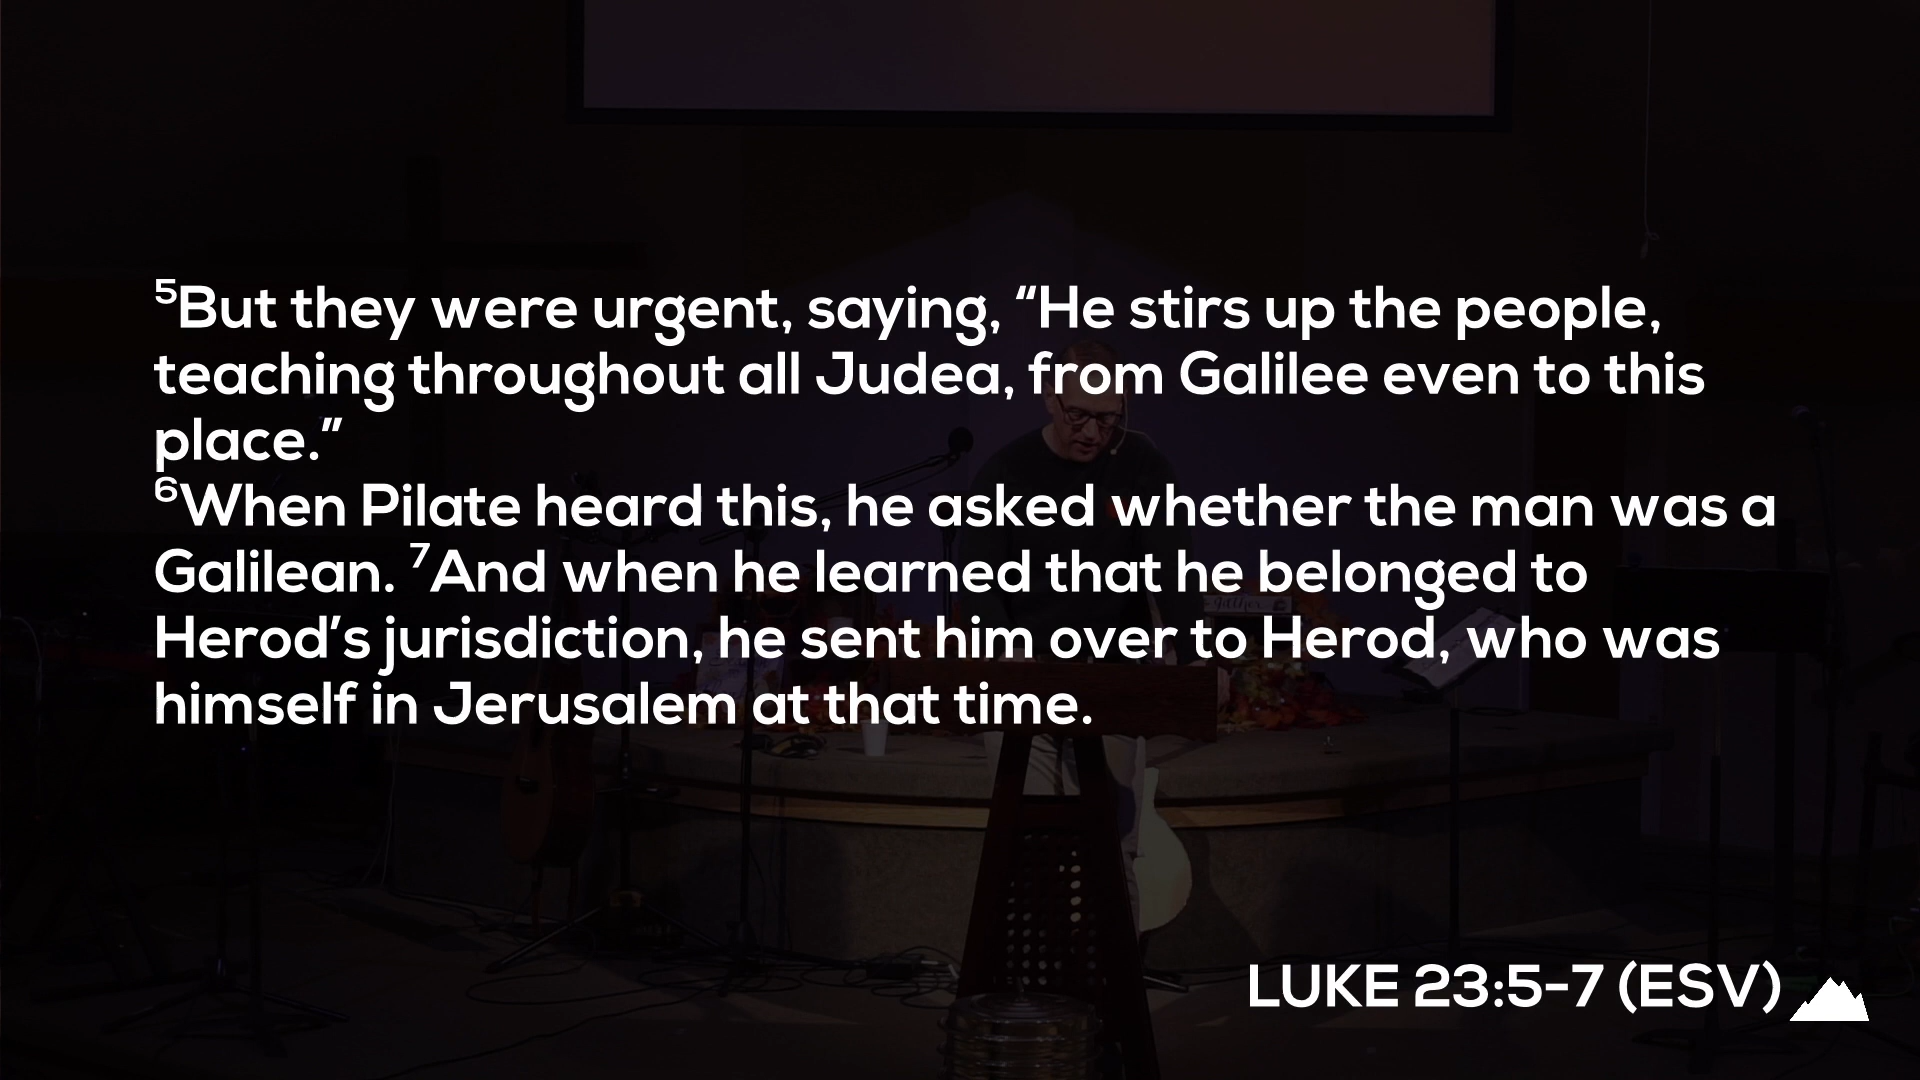 ⁵But they were urgent, saying, “He stirs up the people,
teaching throughout all Judea, from Galilee even to this
place.”
⁶When Pilate heard this, he asked whether the man was a
Galilean. ⁷And when he learned that he belonged to
Herod’s jurisdiction, he sent him over to Herod, who was
himself in Jerusalem at that time.
gather
LUKE 23:5-7 (ESV)